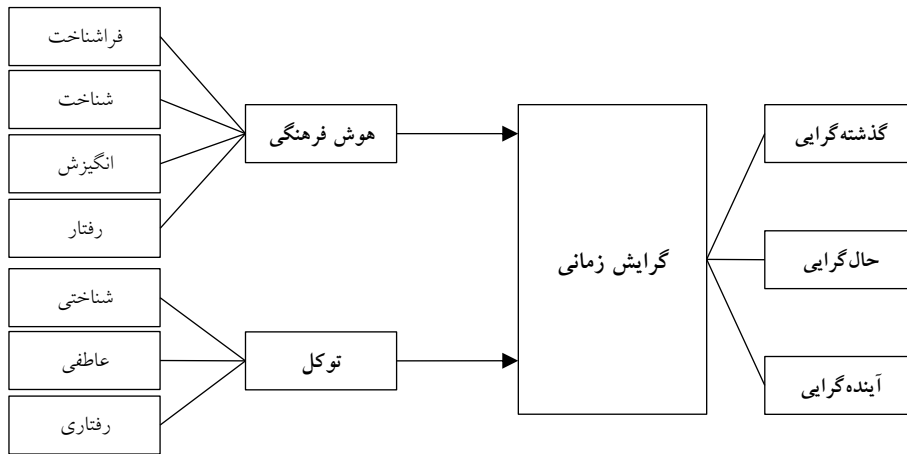 فراشناخت
شناخت
انگیزش
رفتار
شناختی
عاطفی
رفتاری
هوش فرهنگی
توکل
گرایش زمانی
گذشته‌گرایی
حال‌گرایی
آینده‌گرایی